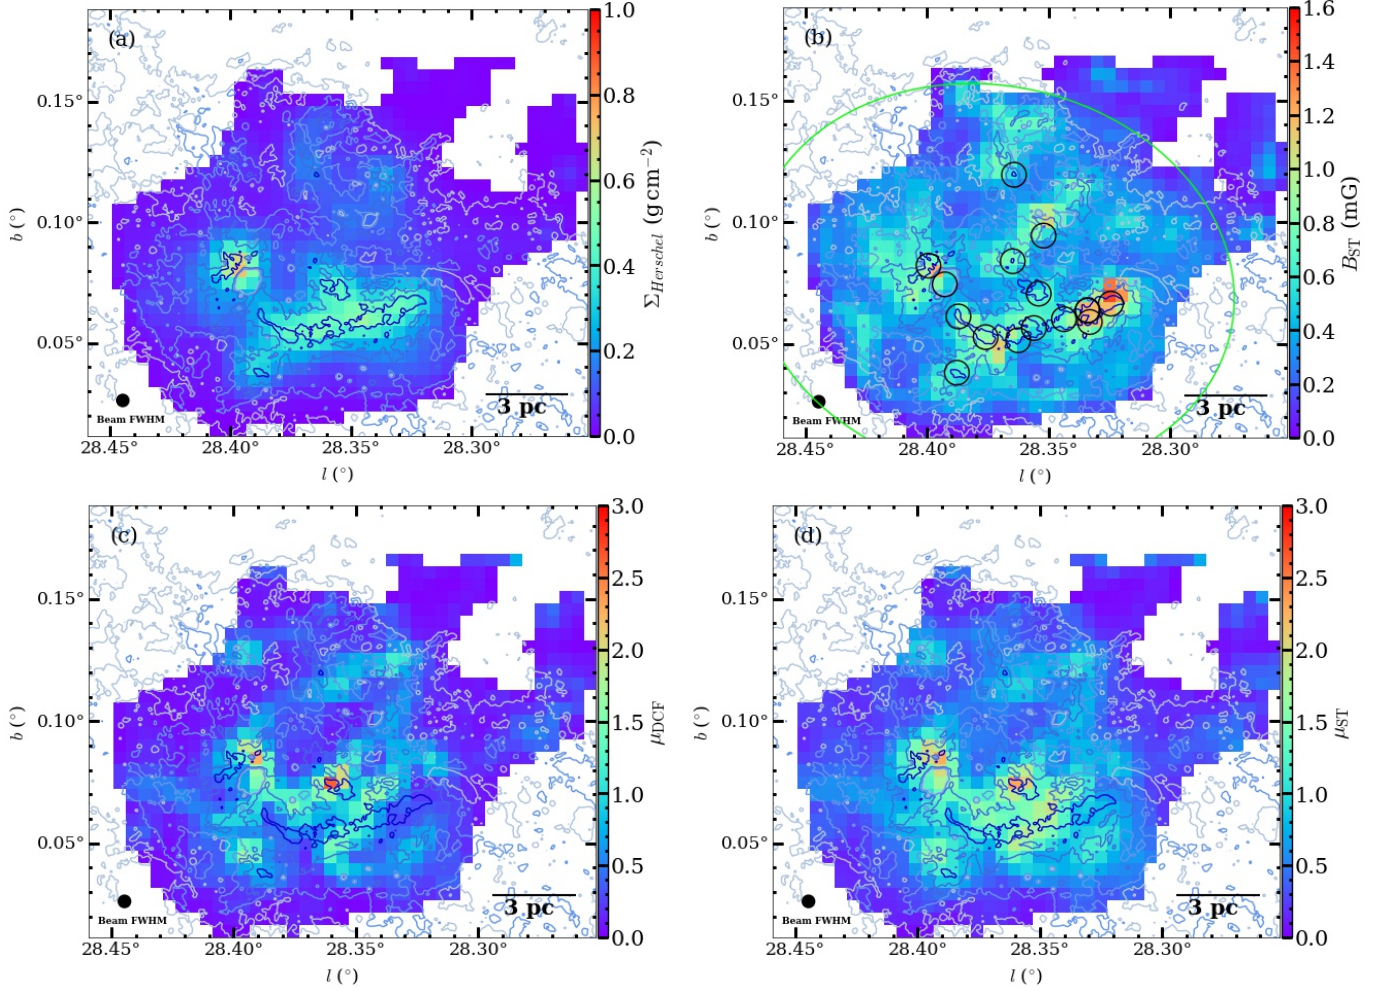 (a)
0.15°
0.10°
0.05°
b (°)
28.45°
28.40°
28.35°
28.30°
l (°)
Beam FWHM
3 pc
1.0
0.8
0.6
0.4
0.2
0.0
Σ_Herschel (g cm⁻²)
(b)
0.15°
0.10°
0.05°
b (°)
28.45°
28.40°
28.35°
28.30°
l (°)
Beam FWHM
3 pc
1.6
1.4
1.2
1.0
0.8
0.6
0.4
0.2
0.0
B_ST (mG)
(c)
0.15°
0.10°
0.05°
b (°)
28.45°
28.40°
28.35°
28.30°
l (°)
Beam FWHM
3 pc
3.0
2.5
2.0
1.5
1.0
0.5
0.0
μ_DCF
(d)
0.15°
0.10°
0.05°
b (°)
28.45°
28.40°
28.35°
28.30°
l (°)
Beam FWHM
3 pc
3.0
2.5
2.0
1.5
1.0
0.5
0.0
μ_ST